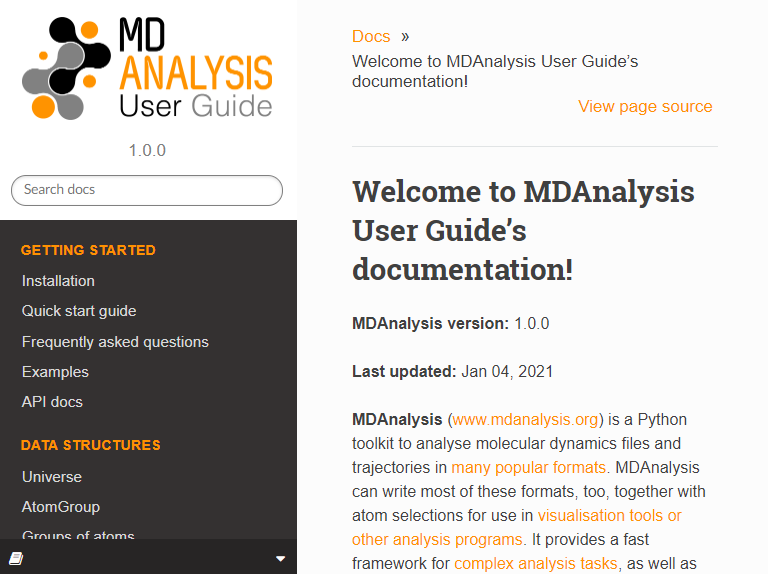 MD
ANALYSIS
User Guide
1.0.0
Search docs
GETTING STARTED
Installation
Quick start guide
Frequently asked questions
Examples
API docs
DATA STRUCTURES
Universe
AtomGroup
Groups of atoms
Docs »
Welcome to MDAnalysis User Guide’s
documentation!
View page source
Welcome to MDAnalysis
User Guide’s
documentation!
MDAnalysis version: 1.0.0
Last updated: Jan 04, 2021
MDAnalysis (www.mdanalysis.org) is a Python
toolkit to analyse molecular dynamics files and
trajectories in many popular formats. MDAnalysis
can write most of these formats, too, together with
atom selections for use in visualisation tools or
other analysis programs. It provides a fast
framework for complex analysis tasks, as well as